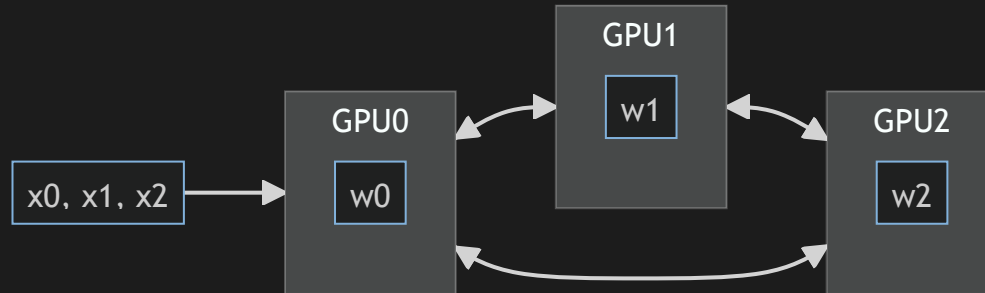 GPU1
w1
GPU0
w0
GPU2
w2
x0, x1, x2